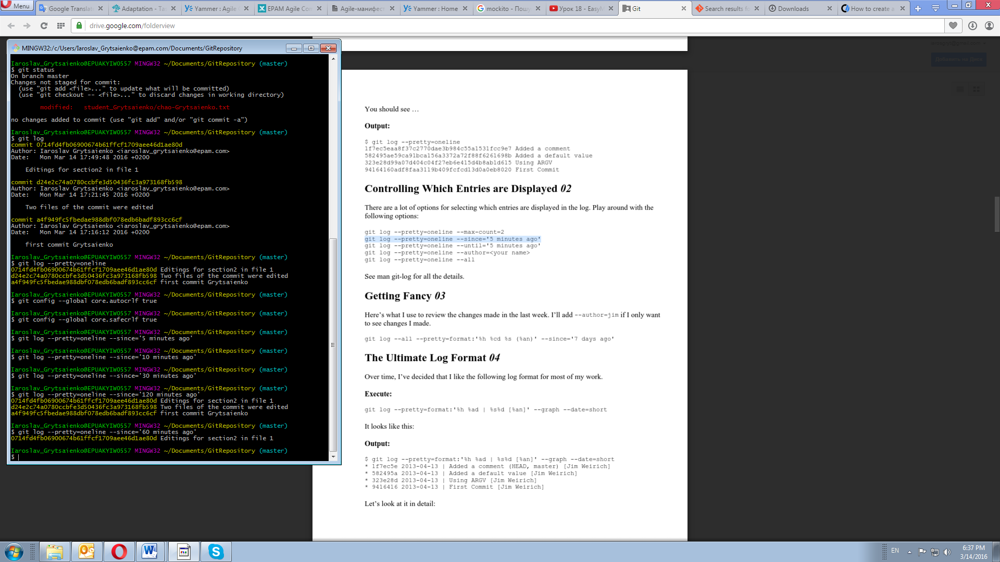 Menu
Google Translat
Adaptation - Ta
Yammer : Agile
EPAM Agile Con
Agile-манифест
Yammer : Home
mockito - Пошу
Урок 18 - EasyM
Git
Search results fo
Downloads
How to create a
drive.google.com/folderview
MINGW32:/c/Users/Iaroslav_Grytsaienko@epam.com/Documents/GitRepository
Iaroslav_Grytsaienko@EPUAKYIW0557 MINGW32 ~/Documents/GitRepository (master)
$ git status
On branch master
Changes not staged for commit:
(use "git add <file>..." to update what will be committed)
(use "git checkout -- <file>..." to discard changes in working directory)
modified:   student_Grytsaienko/chao-Grytsaienko.txt
no changes added to commit (use "git add" and/or "git commit -a")
Iaroslav_Grytsaienko@EPUAKYIW0557 MINGW32 ~/Documents/GitRepository (master)
$ git log
commit 0714fd4fb06900674b61ffcf1709aee46d1ae80d
Author: Iaroslav Grytsaienko <iaroslav_grytsaienko@epam.com>
Date:   Mon Mar 14 17:49:48 2016 +0200
Editings for section2 in file 1
commit d24e2c74a0780ccbfe3d50436fc3a973168fb598
Author: Iaroslav Grytsaienko <iaroslav_grytsaienko@epam.com>
Date:   Mon Mar 14 17:21:45 2016 +0200
Two files of the commit were edited
commit a4f949fc5fbedae988dbf078edb6badf893cc6cf
Author: Iaroslav Grytsaienko <iaroslav_grytsaienko@epam.com>
Date:   Mon Mar 14 17:16:12 2016 +0200
first commit Grytsaienko
Iaroslav_Grytsaienko@EPUAKYIW0557 MINGW32 ~/Documents/GitRepository (master)
$ git log --pretty=oneline
0714fd4fb06900674b61ffcf1709aee46d1ae80d Editings for section2 in file 1
d24e2c74a0780ccbfe3d50436fc3a973168fb598 Two files of the commit were edited
a4f949fc5fbedae988dbf078edb6badf893cc6cf first commit Grytsaienko
Iaroslav_Grytsaienko@EPUAKYIW0557 MINGW32 ~/Documents/GitRepository (master)
$ git config --global core.autocrlf true
Iaroslav_Grytsaienko@EPUAKYIW0557 MINGW32 ~/Documents/GitRepository (master)
$ git config --global core.safecrlf true
Iaroslav_Grytsaienko@EPUAKYIW0557 MINGW32 ~/Documents/GitRepository (master)
$ git log --pretty=oneline --since='5 minutes ago'
Iaroslav_Grytsaienko@EPUAKYIW0557 MINGW32 ~/Documents/GitRepository (master)
$ git log --pretty=oneline --since='10 minutes ago'
Iaroslav_Grytsaienko@EPUAKYIW0557 MINGW32 ~/Documents/GitRepository (master)
$ git log --pretty=oneline --since='30 minutes ago'
Iaroslav_Grytsaienko@EPUAKYIW0557 MINGW32 ~/Documents/GitRepository (master)
$ git log --pretty=oneline --since='120 minutes ago'
0714fd4fb06900674b61ffcf1709aee46d1ae80d Editings for section2 in file 1
d24e2c74a0780ccbfe3d50436fc3a973168fb598 Two files of the commit were edited
a4f949fc5fbedae988dbf078edb6badf893cc6cf first commit Grytsaienko
Iaroslav_Grytsaienko@EPUAKYIW0557 MINGW32 ~/Documents/GitRepository (master)
$ git log --pretty=oneline --since='60 minutes ago'
0714fd4fb06900674b61ffcf1709aee46d1ae80d Editings for section2 in file 1
Iaroslav_Grytsaienko@EPUAKYIW0557 MINGW32 ~/Documents/GitRepository (master)
$
Добавить на Диск
You should see …
Output:
$ git log --pretty=oneline
1f7ec5eaa8f37c2770dae3b984c55a1531fcc9e7 Added a comment
582495ae59ca91bca156a3372a72f88f6261698b Added a default value
323e28d99a07d404c04f27eb6e415d4b8ab1d615 Using ARGV
94164160adf8faa3119b409fcfcd13d0a0eb8020 First Commit
Controlling Which Entries are Displayed 02
There are a lot of options for selecting which entries are displayed in the log. Play around with the
following options:
git log --pretty=oneline --max-count=2
git log --pretty=oneline --since='5 minutes ago'
git log --pretty=oneline --until='5 minutes ago'
git log --pretty=oneline --author=<your name>
git log --pretty=oneline --all
See man git-log for all the details.
Getting Fancy 03
Here's what I use to review the changes made in the last week. I'll add --author=jim if I only want
to see changes I made.
git log --all --pretty=format:'%h %cd %s (%an)' --since='7 days ago'
The Ultimate Log Format 04
Over time, I've decided that I like the following log format for most of my work.
Execute:
git log --pretty=format:'%h %ad | %s%d [%an]' --graph --date=short
It looks like this:
Output:
$ git log --pretty=format:'%h %ad | %s%d [%an]' --graph --date=short
* 1f7ec5e 2013-04-13 | Added a comment (HEAD, master) [Jim Weirich]
* 582495a 2013-04-13 | Added a default value [Jim Weirich]
* 323e28d 2013-04-13 | Using ARGV [Jim Weirich]
* 9416416 2013-04-13 | First Commit [Jim Weirich]
Let's look at it in detail:
EN
6:37 PM
3/14/2016